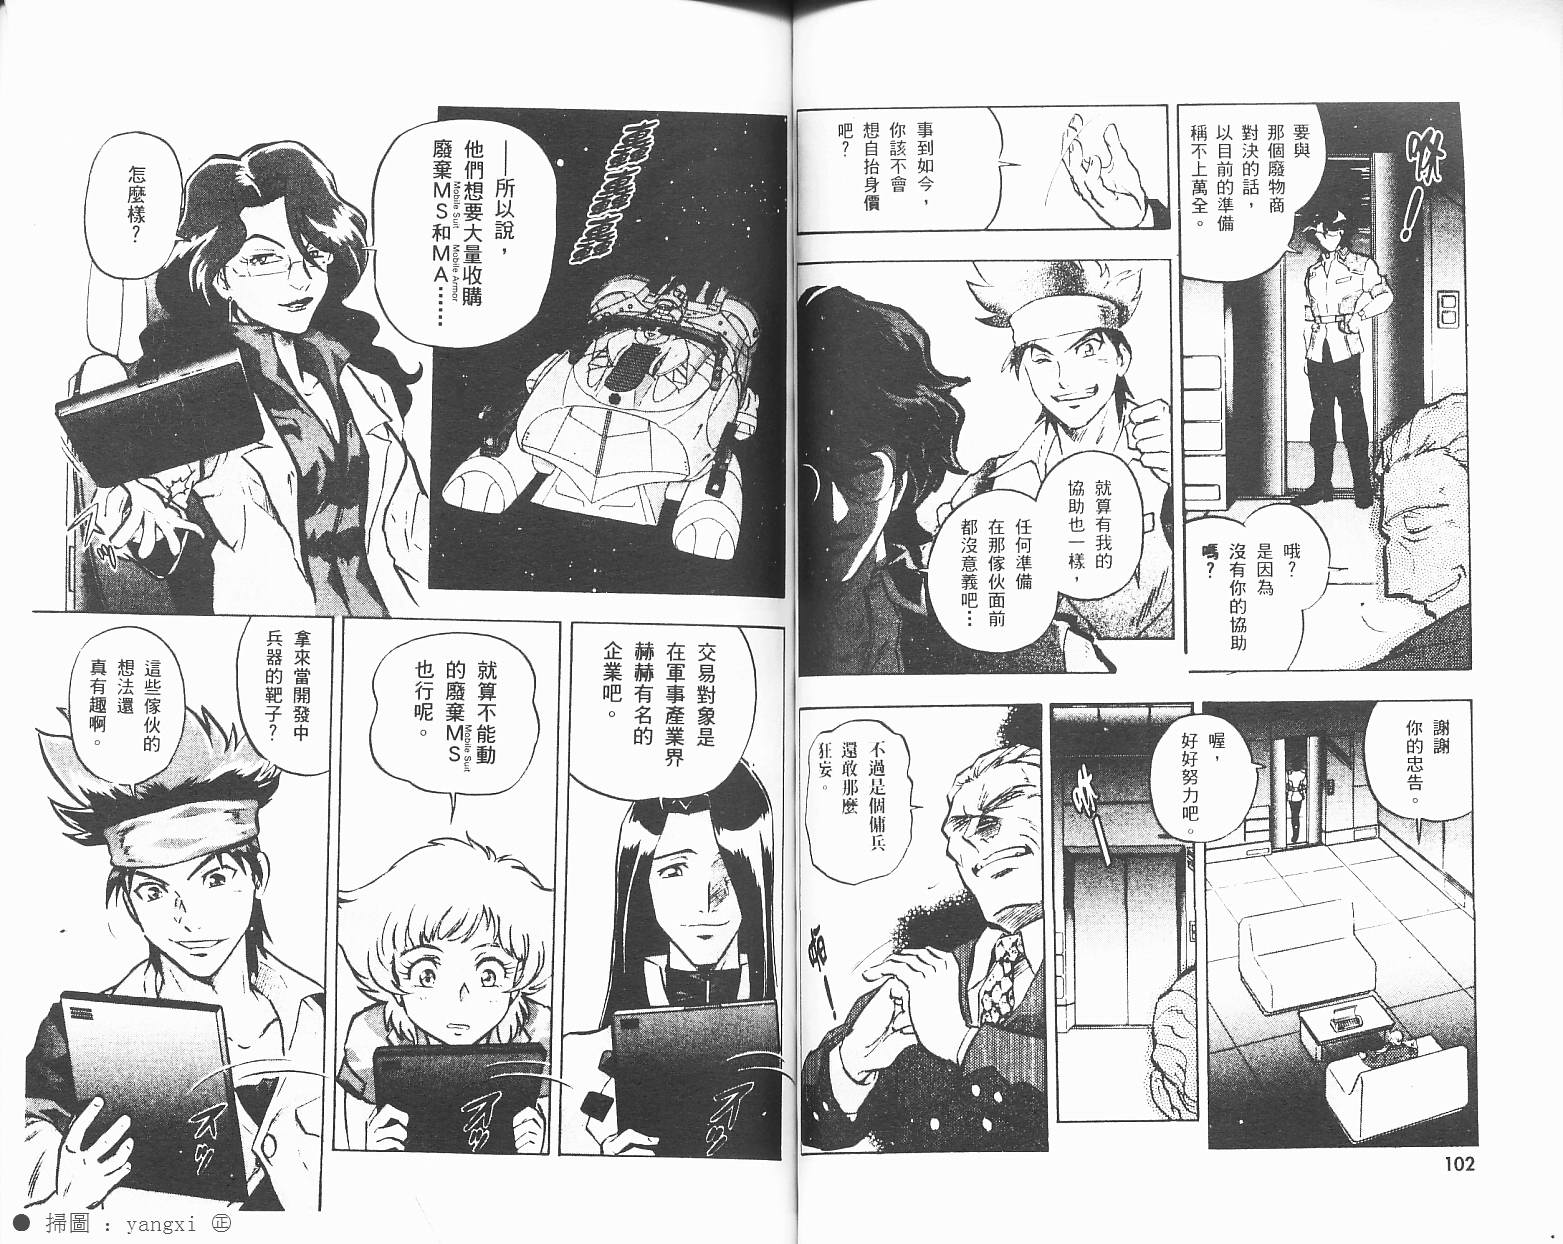 要與
那個廢物商
對決的話，
以目前的準備
稱不上萬全。
哦？
是因為
沒有你的協助
嗎？
事到如今，
你該不會
想自抬身價
吧？
就算有我的
協助也一樣，
任何準備
在那傢伙面前
都沒意義吧…
謝謝
你的忠告。
喔，
好好努力吧。
不過是個傭兵
還敢那麼
狂妄。
102
轟轟轟
——所以說，
他們想要大量收購
廢棄MS和MA……
Mobile Suit
Mobile Armor
怎麼樣？
交易對象是
在軍事產業界
赫赫有名的
企業吧。
就算不能動
的廢棄MS
Mobile Suit
也行呢。
拿來當開發中
兵器的靶子？
這些傢伙的
想法還
真有趣啊。
● 掃圖 : yangxi ㊣